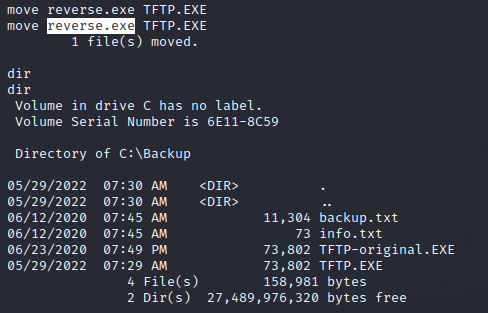 move reverse.exe TFTP.EXE
move reverse.exe TFTP.EXE
        1 file(s) moved.
dir
dir
 Volume in drive C has no label.
 Volume Serial Number is 6E11-8C59
 Directory of C:\Backup
05/29/2022  07:30 AM    <DIR>          .
05/29/2022  07:30 AM    <DIR>          ..
06/12/2020  07:45 AM            11,304 backup.txt
06/12/2020  07:45 AM                73 info.txt
06/23/2020  07:49 PM            73,802 TFTP-original.EXE
05/29/2022  07:29 AM            73,802 TFTP.EXE
               4 File(s)        158,981 bytes
               2 Dir(s)  27,489,976,320 bytes free